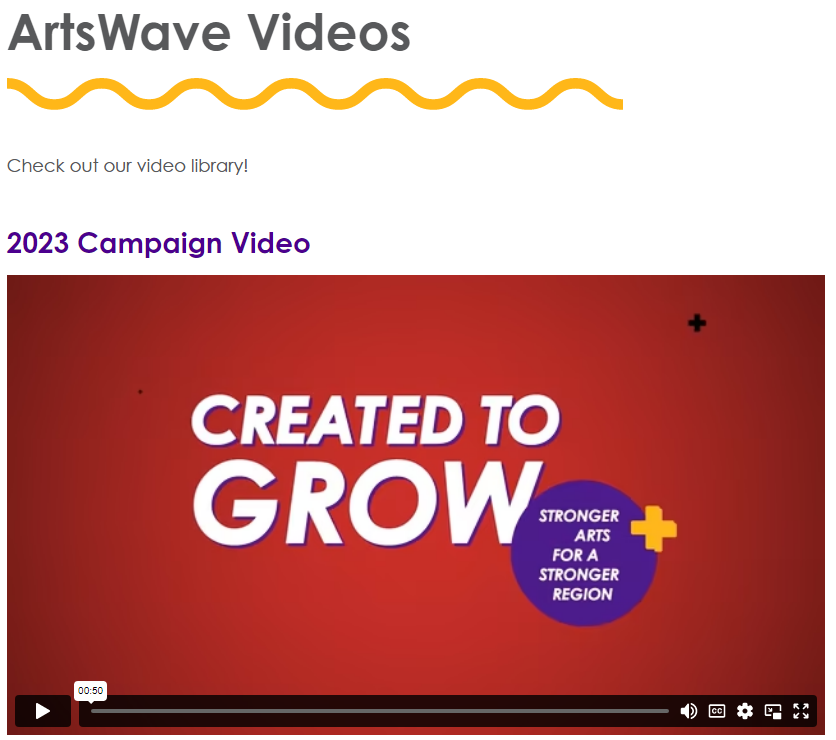 ArtsWave Videos
Check out our video library!
2023 Campaign Video
CREATED TO
GROW
STRONGER
ARTS
FOR A
STRONGER
REGION
00:50
CC